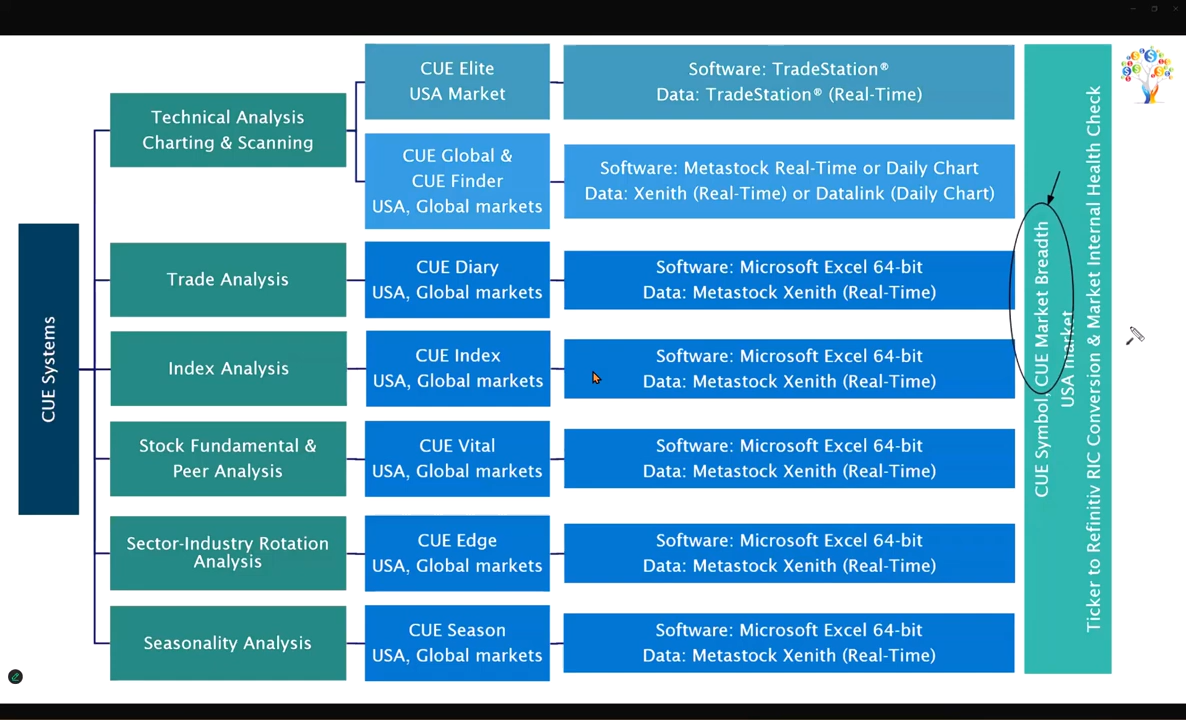 CUE Systems
Technical Analysis
Charting & Scanning
CUE Elite
USA Market
Software: TradeStation®
Data: TradeStation® (Real-Time)
CUE Global &
CUE Finder
USA, Global markets
Software: Metastock Real-Time or Daily Chart
Data: Xenith (Real-Time) or Datalink (Daily Chart)
Trade Analysis
CUE Diary
USA, Global markets
Software: Microsoft Excel 64-bit
Data: Metastock Xenith (Real-Time)
Index Analysis
CUE Index
USA, Global markets
Software: Microsoft Excel 64-bit
Data: Metastock Xenith (Real-Time)
Stock Fundamental &
Peer Analysis
CUE Vital
USA, Global markets
Software: Microsoft Excel 64-bit
Data: Metastock Xenith (Real-Time)
Sector-Industry Rotation
Analysis
CUE Edge
USA, Global markets
Software: Microsoft Excel 64-bit
Data: Metastock Xenith (Real-Time)
Seasonality Analysis
CUE Season
USA, Global markets
Software: Microsoft Excel 64-bit
Data: Metastock Xenith (Real-Time)
CUE Symbol, CUE Market Breadth
USA market
Ticker to Refinitiv RIC Conversion & Market Internal Health Check